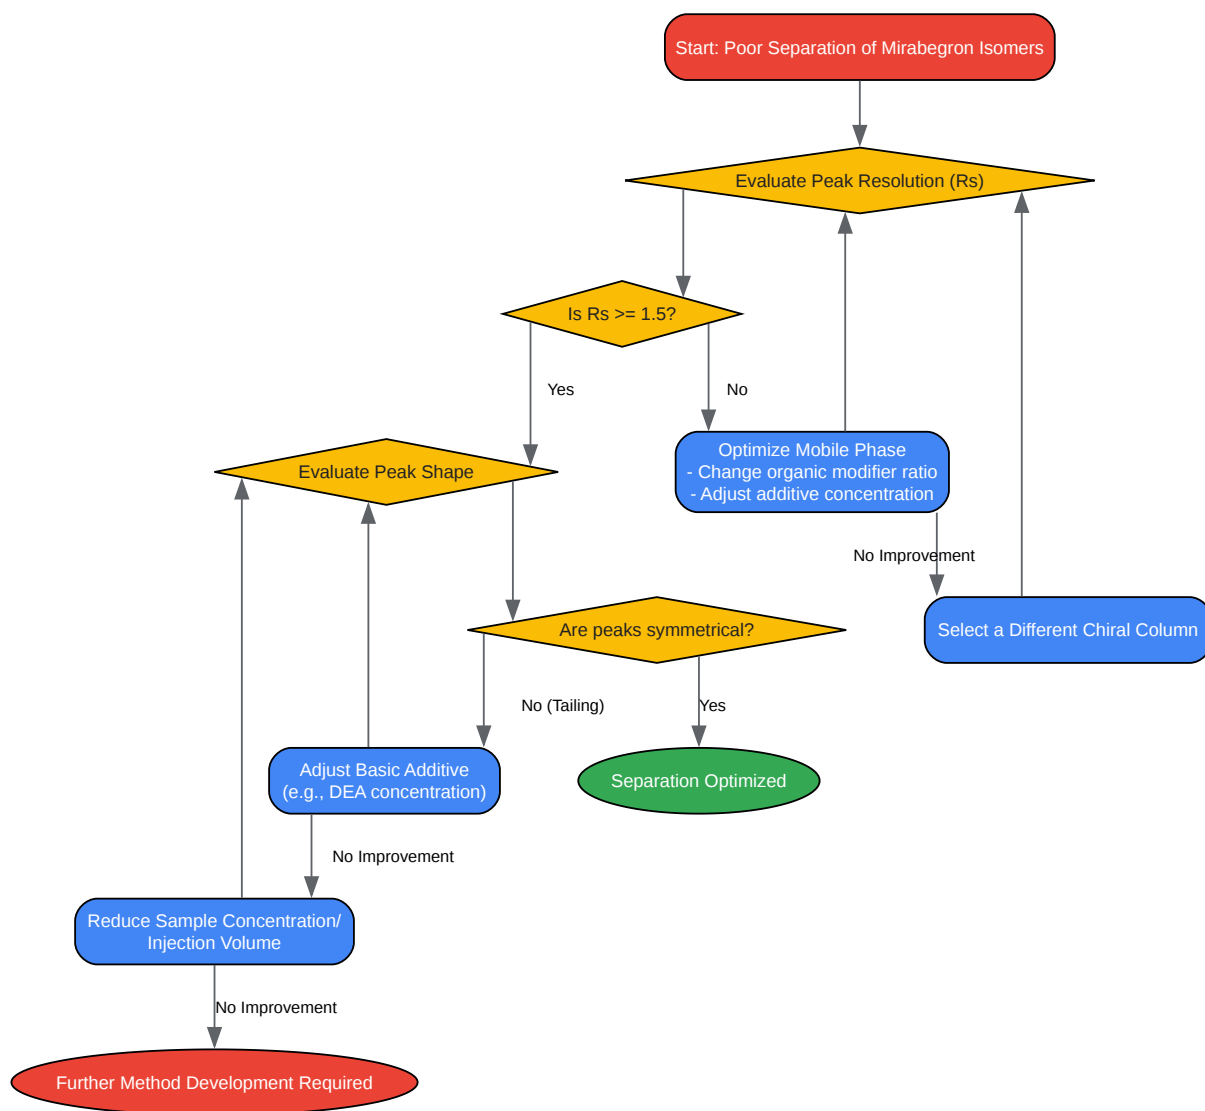 Start: Poor Separation of Mirabegron Isomers
Evaluate Peak Resolution (Rs)
Is Rs >= 1.5?
Yes
No
Optimize Mobile Phase
- Change organic modifier ratio
- Adjust additive concentration
Evaluate Peak Shape
No Improvement
Select a Different Chiral Column
Are peaks symmetrical?
No (Tailing)
Yes
Adjust Basic Additive
(e.g., DEA concentration)
Separation Optimized
No Improvement
Reduce Sample Concentration/
Injection Volume
No Improvement
Further Method Development Required